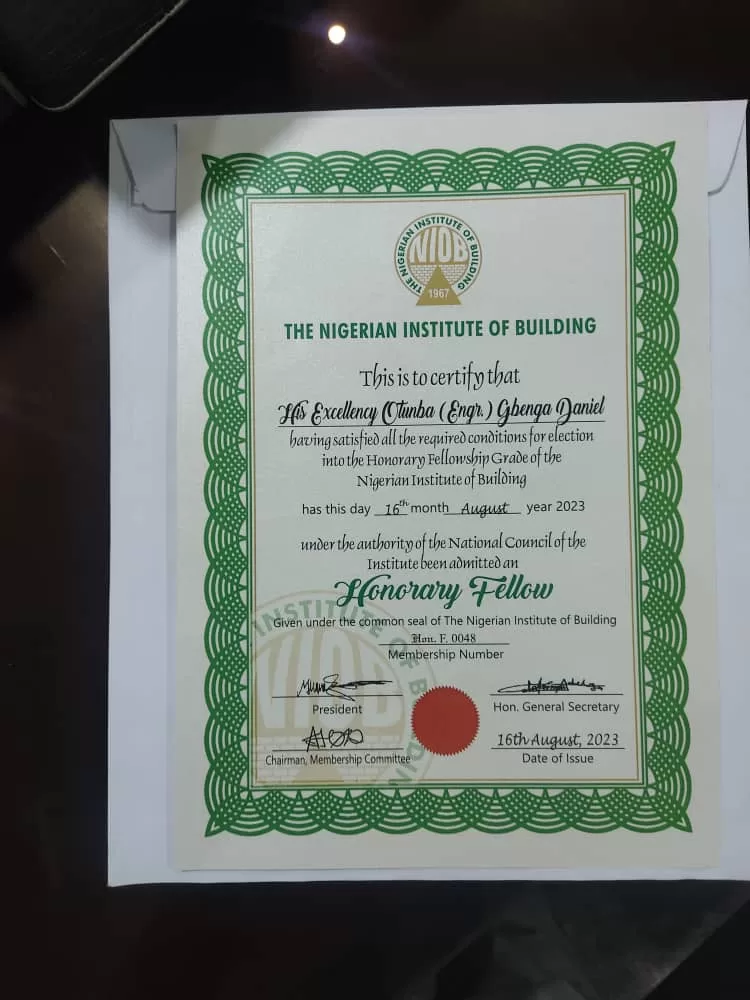 THE NIGERIAN INSTITUTE OF BUILDING
NIOB
1967
THE NIGERIAN INSTITUTE OF BUILDING
This is to certify that
His Excellency Otunba (Engr.) Gbenga Daniel
having satisfied all the required conditions for election
into the Honorary Fellowship Grade of the
Nigerian Institute of Building
has this day 16th month August year 2023
under the authority of the National Council of the
Institute been admitted an
Honorary Fellow
Given under the common seal of The Nigerian Institute of Building
Hon. F. 0048
Membership Number
President
Hon. General Secretary
Chairman, Membership Committee
16th August, 2023
Date of Issue
INSTITUTE OF BUILDING
NIOB